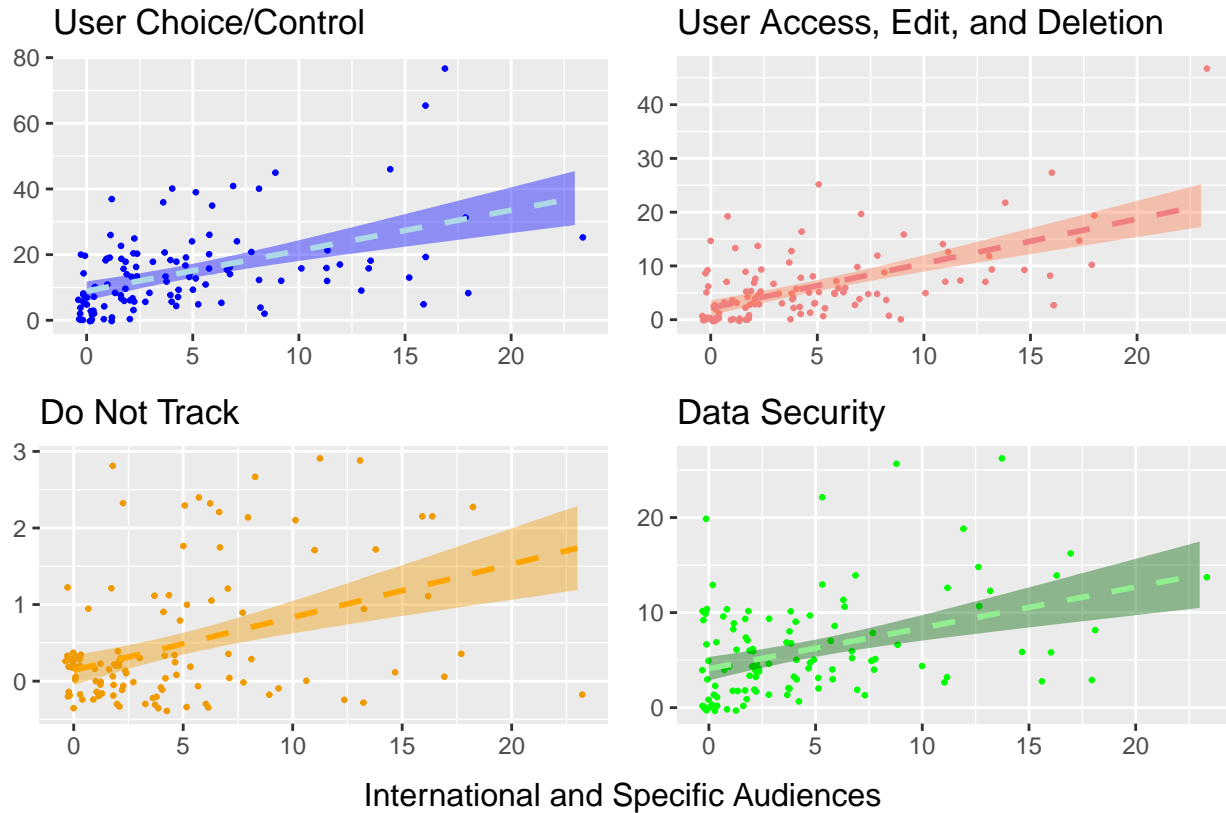 User Choice/Control
80
60
40
20
0
0 5 10 15 20
User Access, Edit, and Deletion
40
30
20
10
0
0 5 10 15 20
Do Not Track
3
2
1
0
0 5 10 15 20
Data Security
20
10
0
0 5 10 15 20
International and Specific Audiences